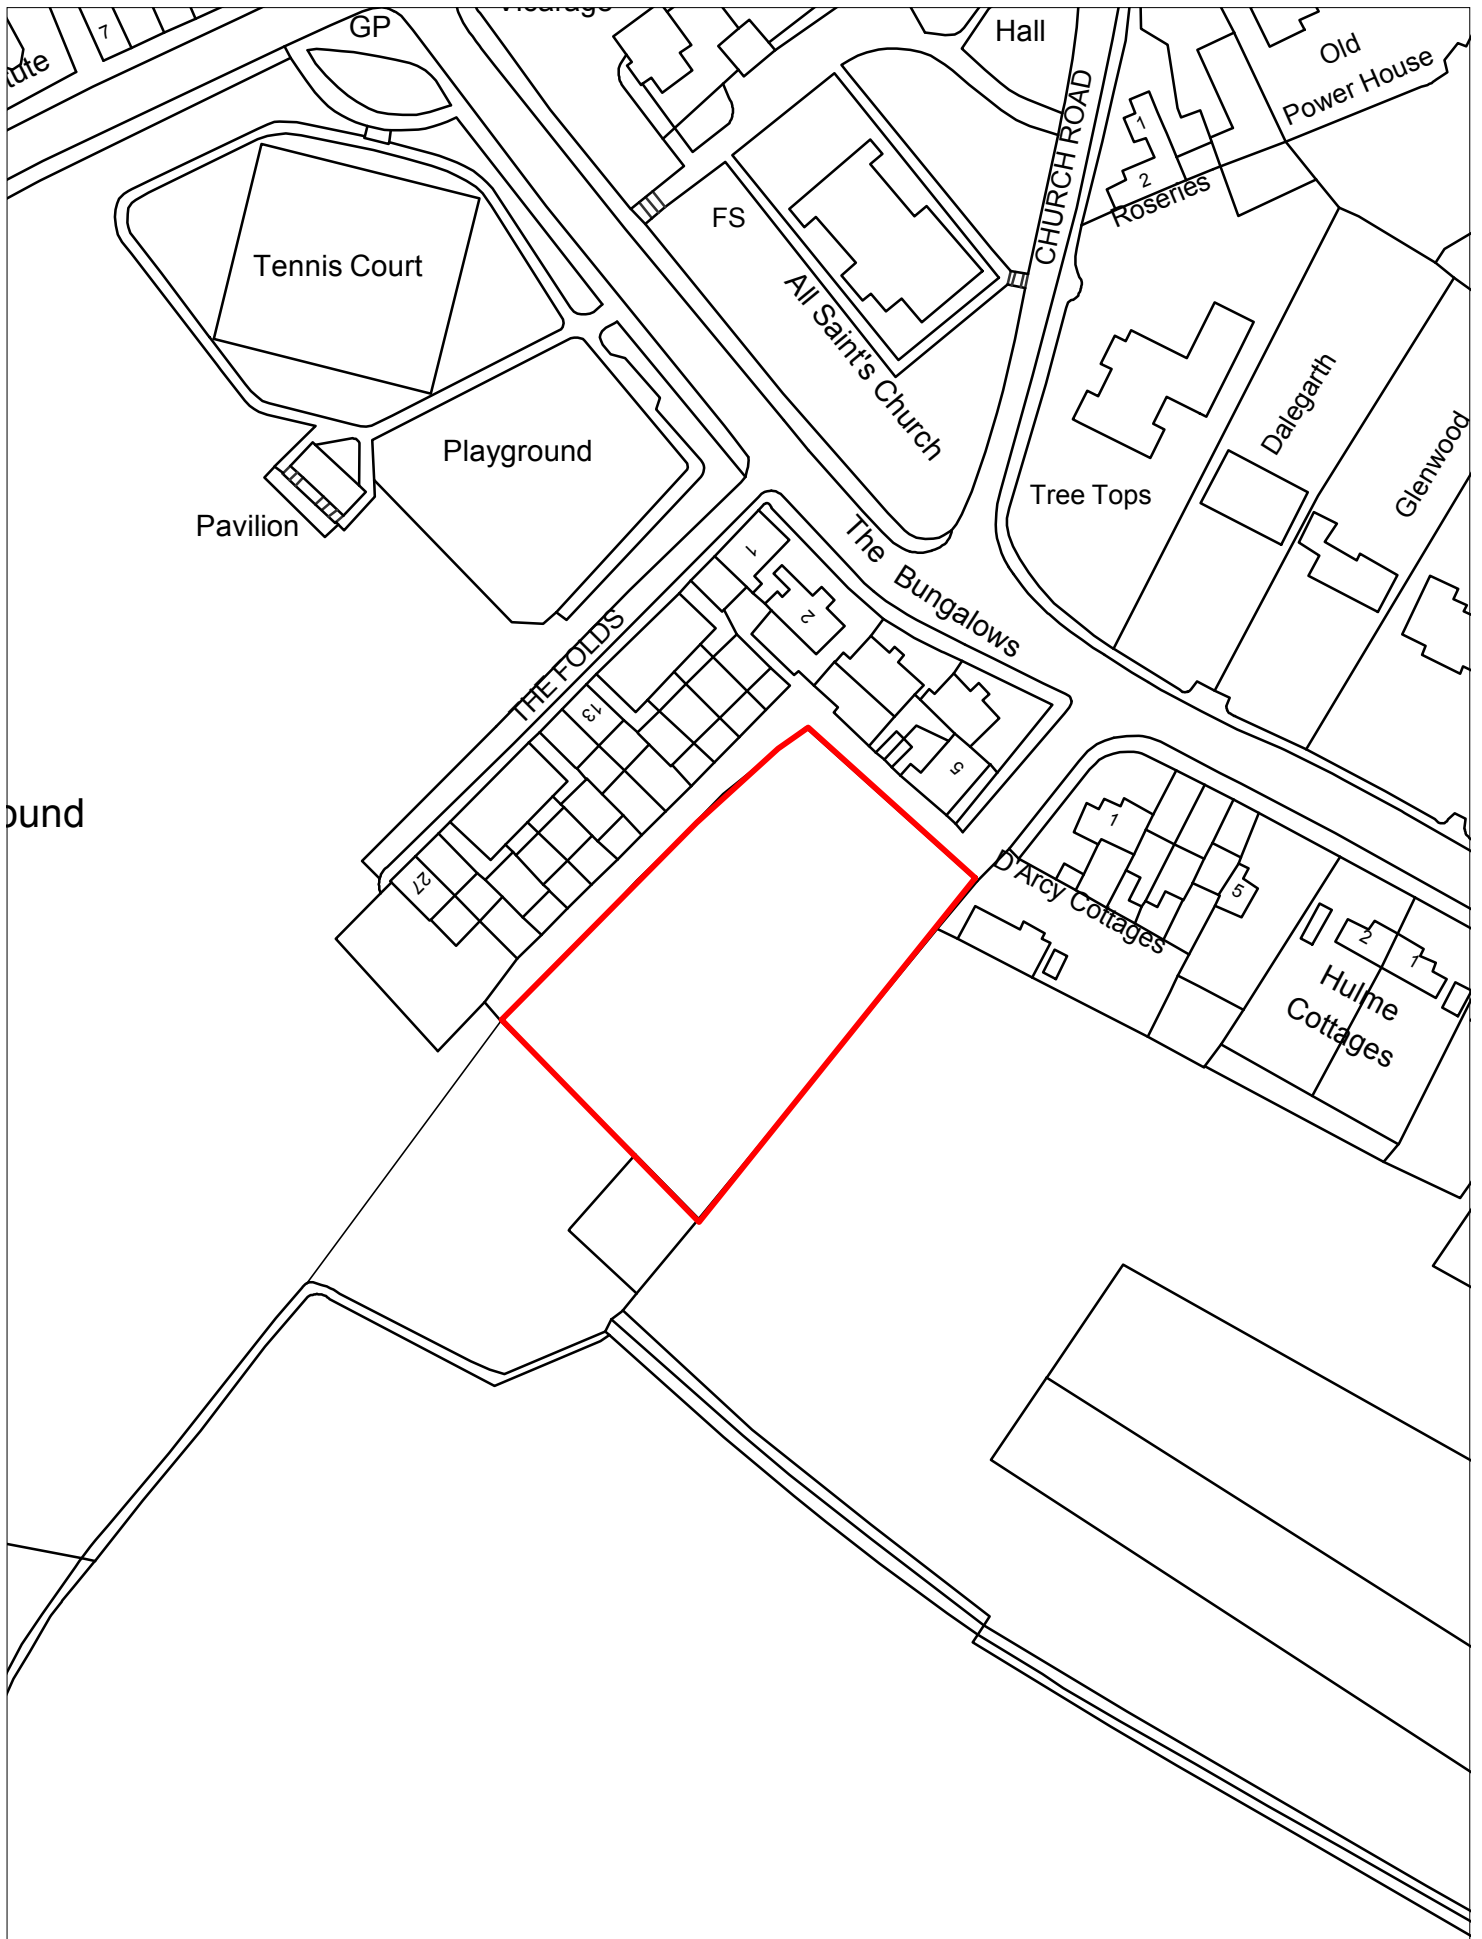 GP
Hall
Old
Power House
7
CHURCH ROAD
1
2
Roseries
FS
Tennis Court
All Saint's Church
Dalegarth
Glenwood
Playground
Tree Tops
Pavilion
The Bungalows
1
2
THE FOLDS
13
5
1
D'Arcy Cottages
5
27
2
1
Hulme
Cottages